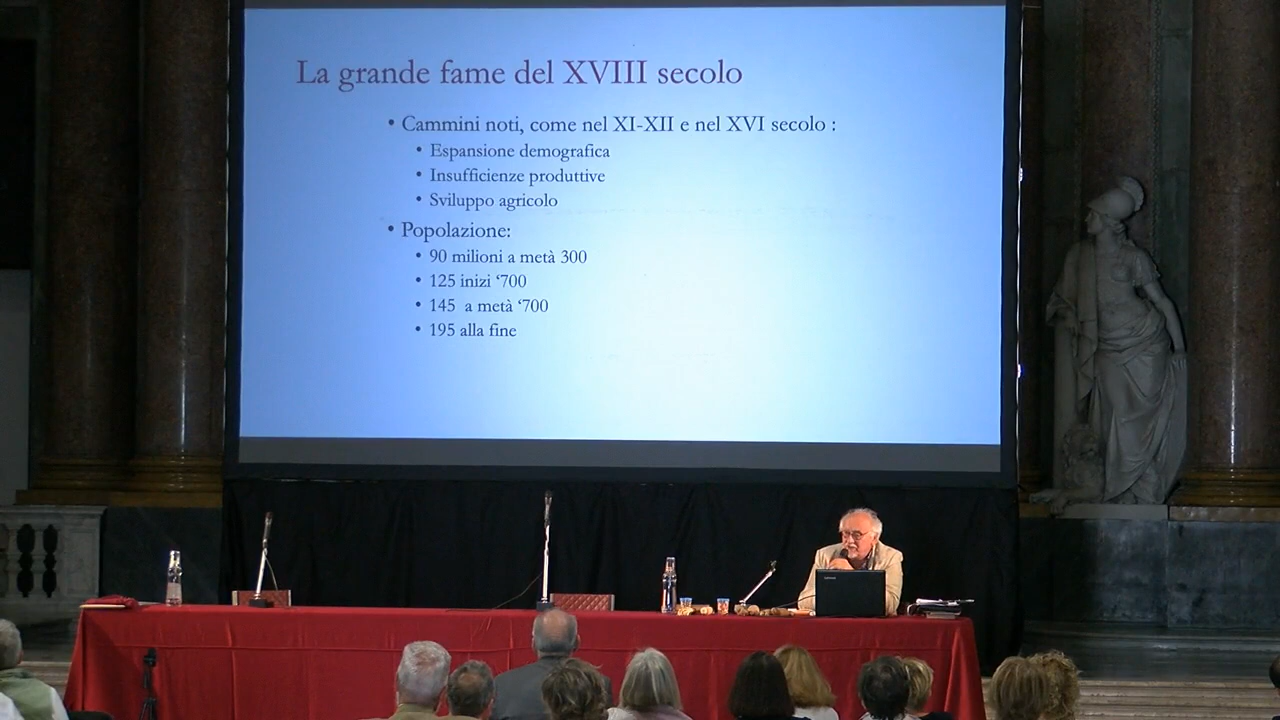 La grande fame del XVIII secolo
• Cammini noti, come nel XI-XII e nel XVI secolo :
• Espansione demografica
• Insufficienze produttive
• Sviluppo agricolo
• Popolazione:
• 90 milioni a metà 300
• 125 inizi ‘700
• 145 a metà ‘700
• 195 alla fine